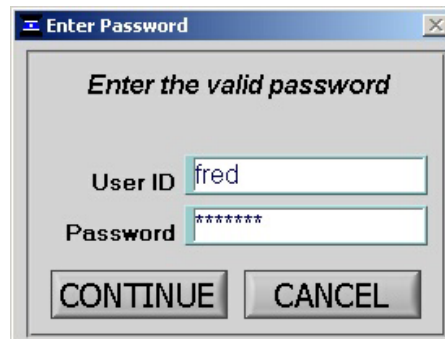 Enter Password
Enter the valid password
User ID fred
Password *******
CONTINUE CANCEL